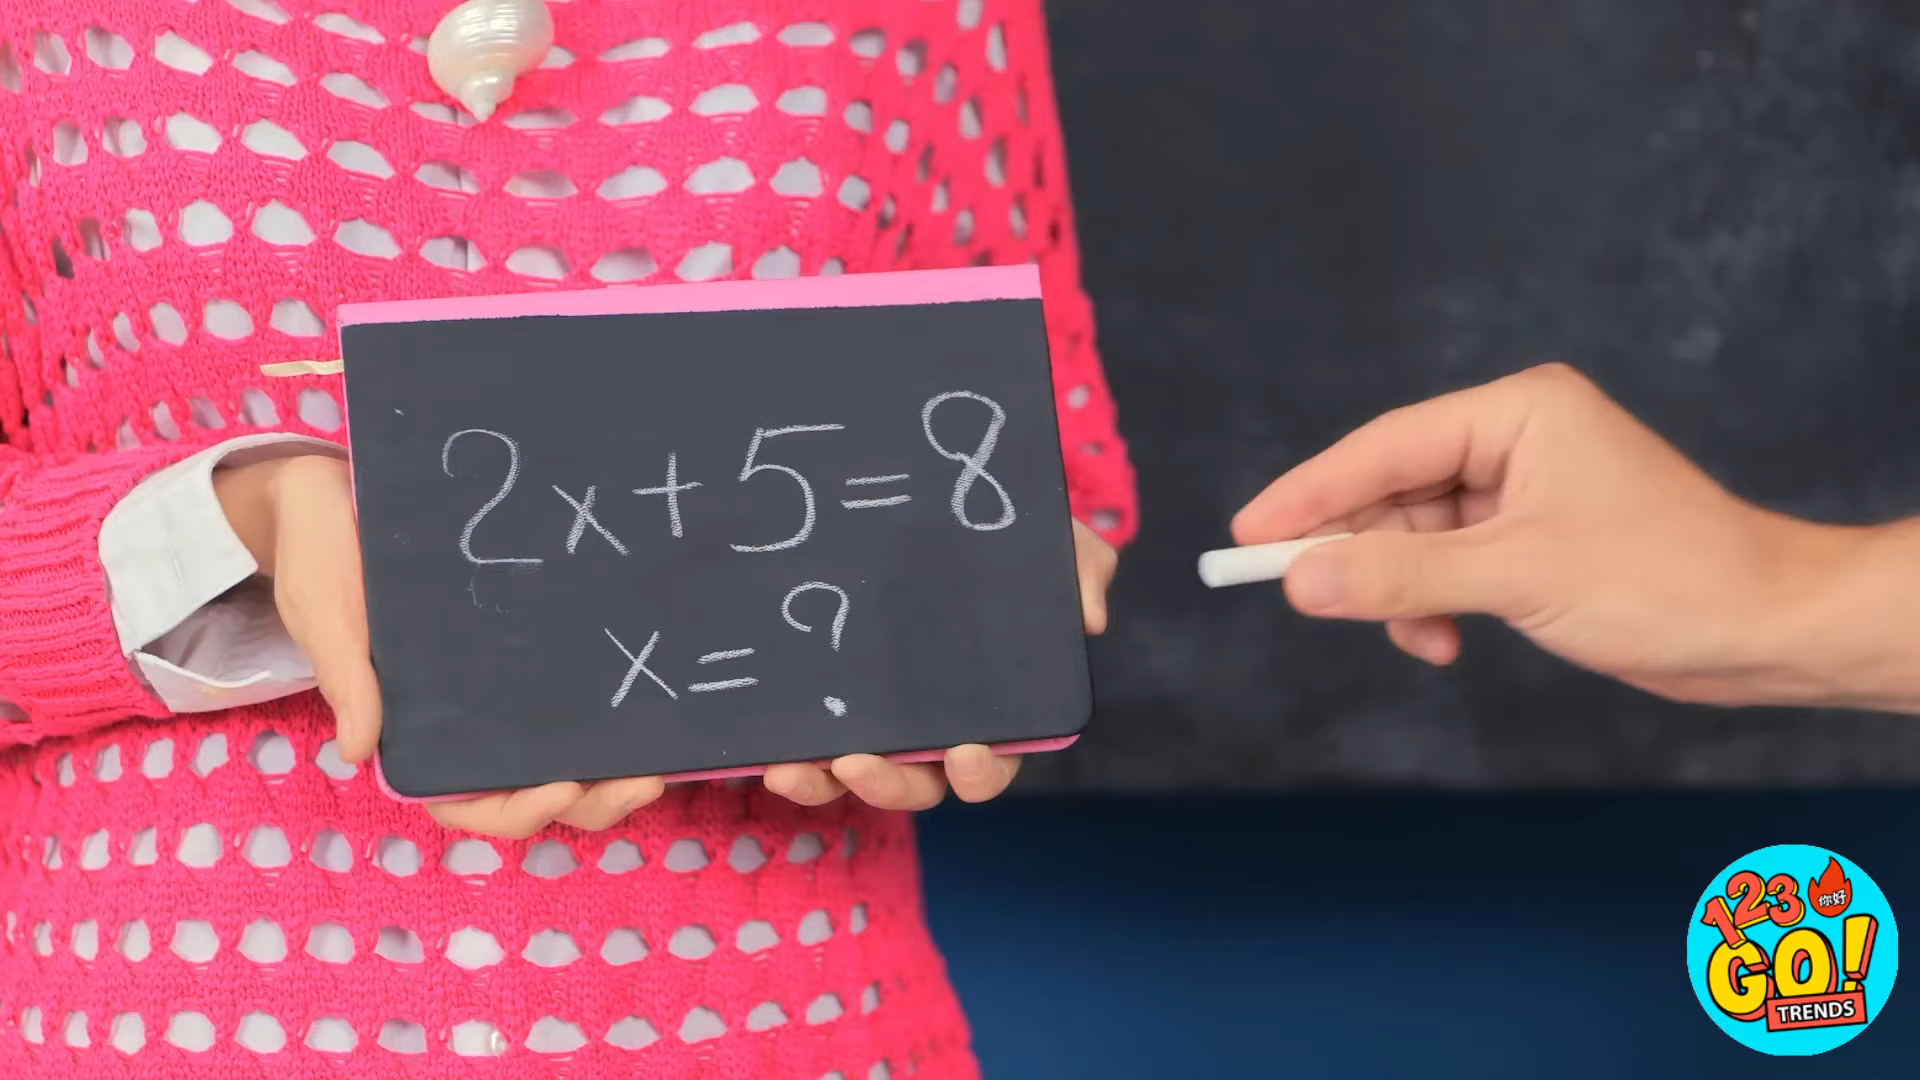 2x+5=8
x=?
123
你好
GO!
TRENDS